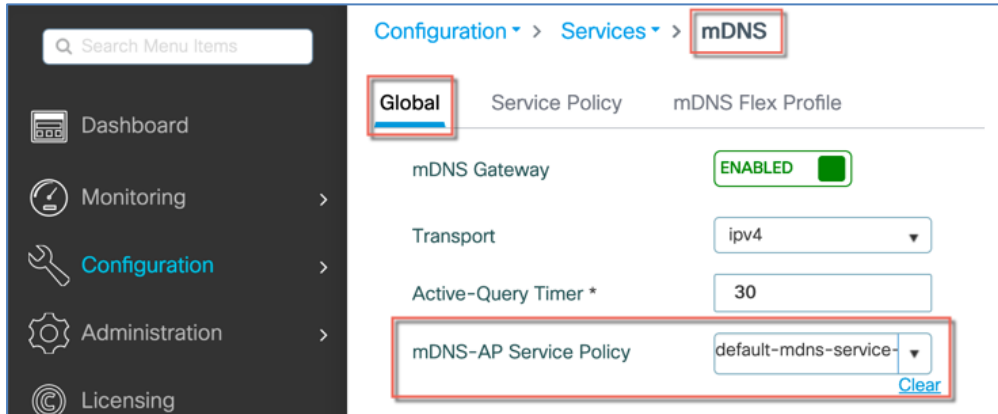 Search Menu Items
Dashboard
Monitoring
Configuration
Administration
Licensing
Configuration > Services > mDNS
Global Service Policy mDNS Flex Profile
mDNS Gateway ENABLED
Transport ipv4
Active-Query Timer * 30
mDNS-AP Service Policy default-mdns-service-
Clear